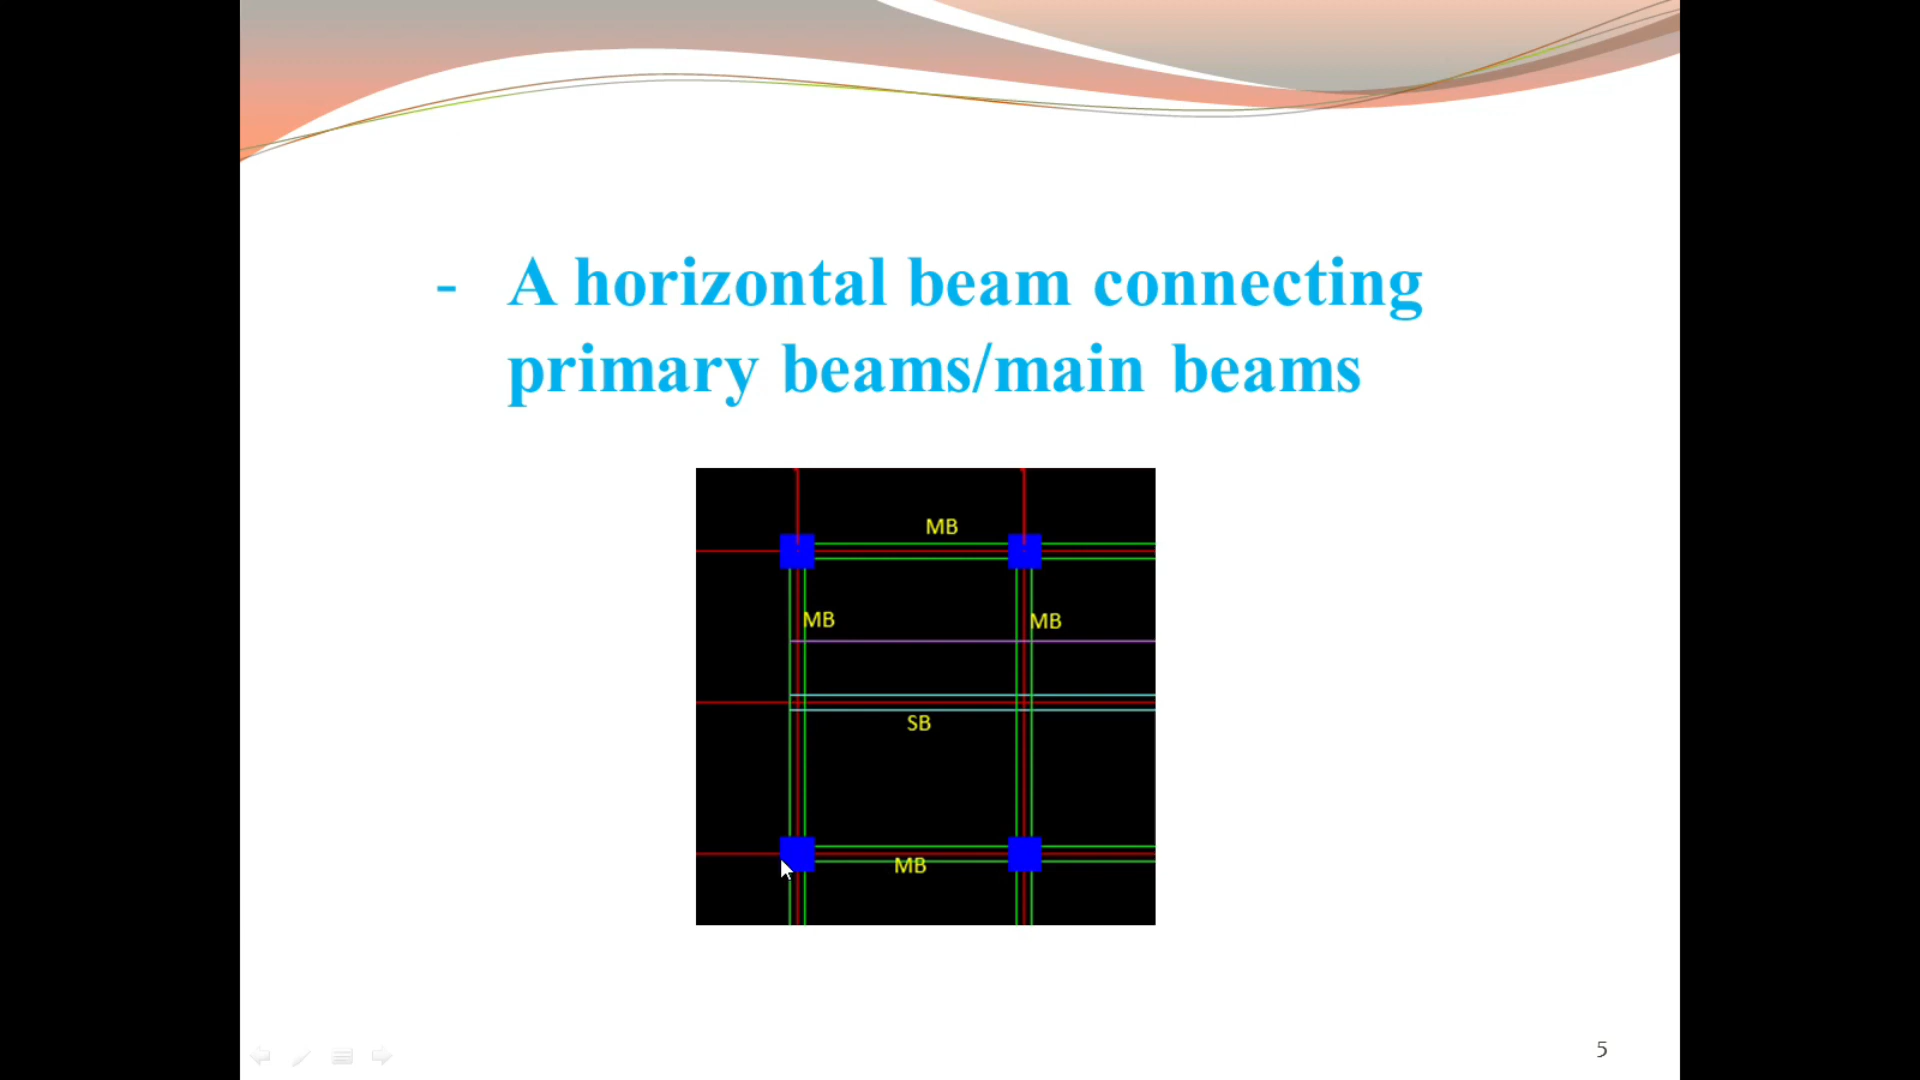 - A horizontal beam connecting
primary beams/main beams
MB
MB
MB
SB
MB
5